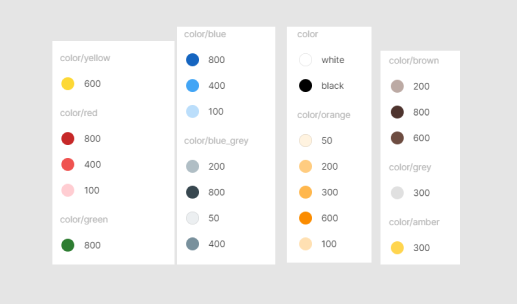 color/yellow
600
color/red
800
400
100
color/green
800
color/blue
800
400
100
color/blue_grey
200
800
50
400
color
white
black
color/orange
50
200
300
600
100
color/brown
200
800
600
color/grey
300
color/amber
300